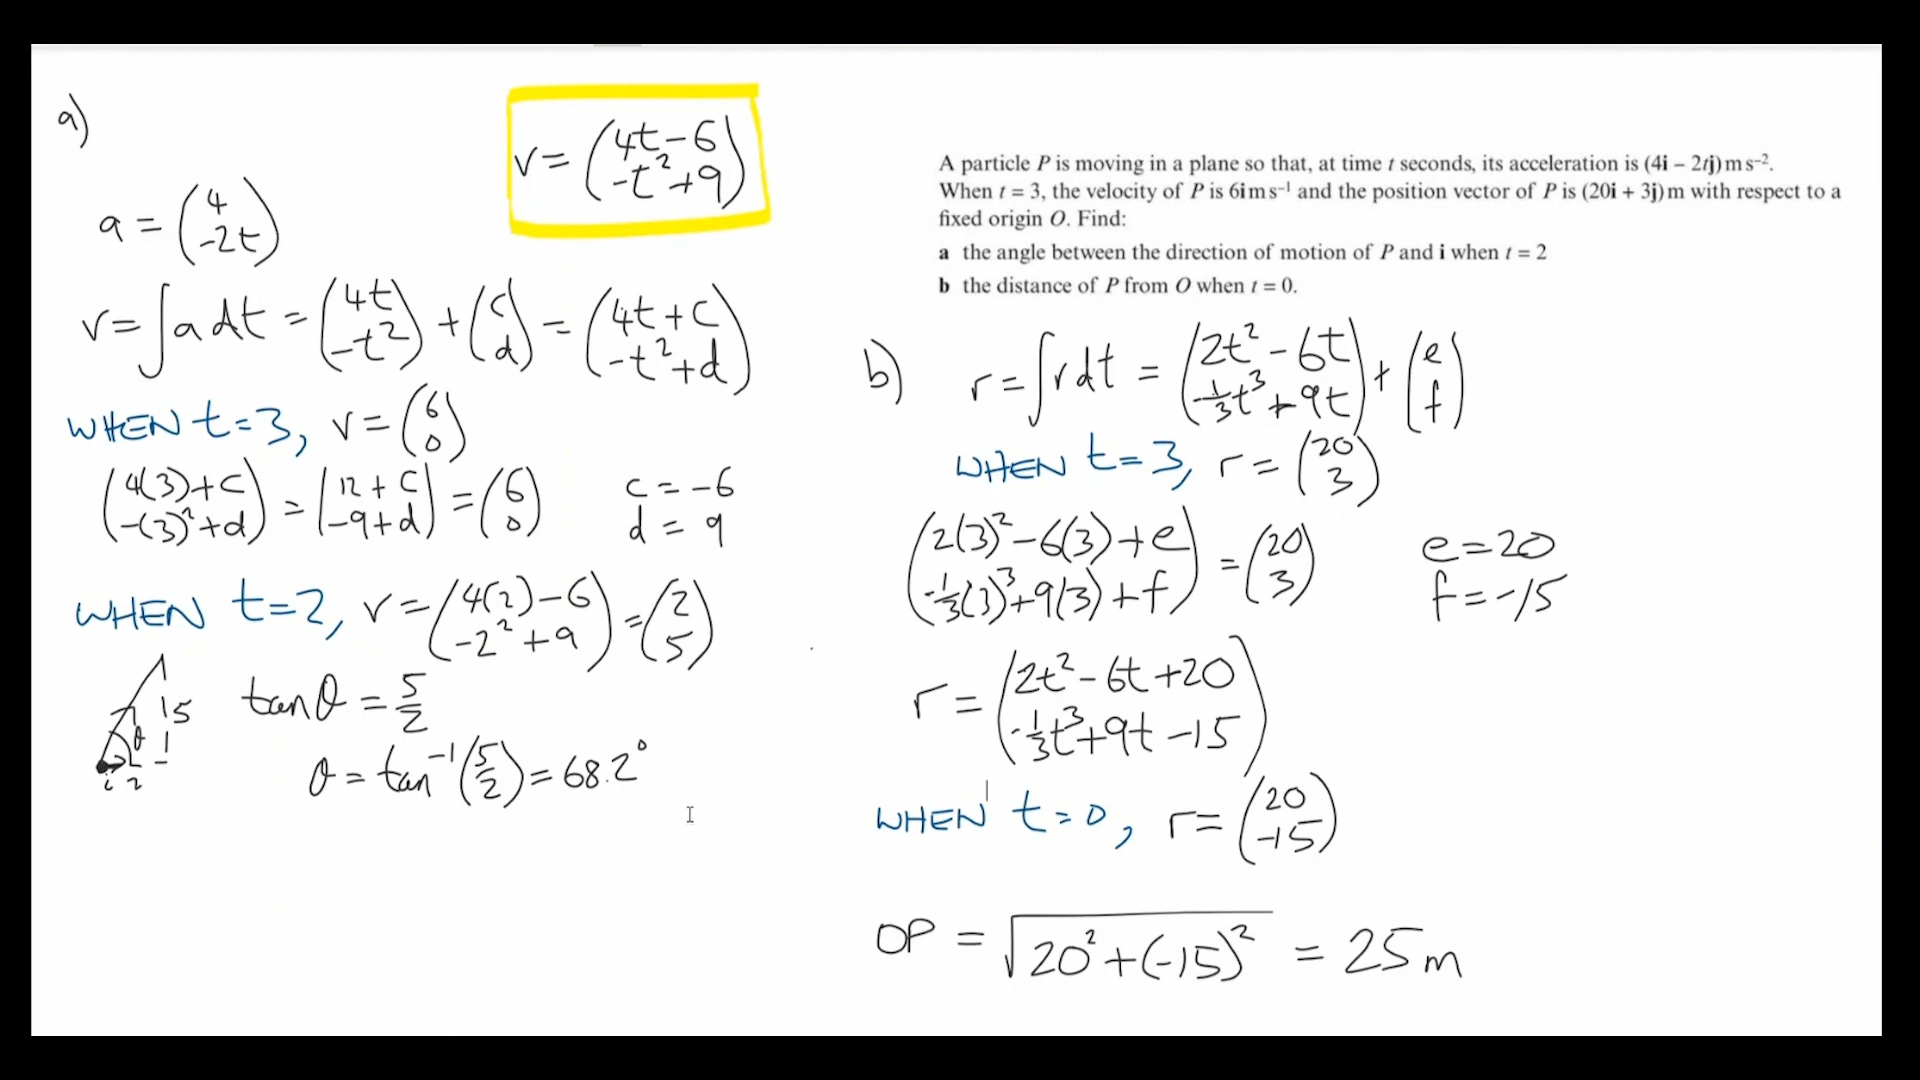 a)
v = (4t-6 / -t²+9)
a = (4 / -2t)
v = ∫a dt = (4t / -t²) + (c / d) = (4t+c / -t²+d)
WHEN t=3, v = (6 / 0)
(4(3)+c / -(3)²+d) = (12+c / -9+d) = (6 / 0)
c = -6
d = 9
WHEN t=2, v = (4(2)-6 / -2²+9) = (2 / 5)
5
θ
i 2
tanθ = 5/2
θ = tan⁻¹(5/2) = 68.2°
A particle P is moving in a plane so that, at time t seconds, its acceleration is (4i – 2tj) m s⁻².
When t = 3, the velocity of P is 6i m s⁻¹ and the position vector of P is (20i + 3j) m with respect to a
fixed origin O. Find:
a the angle between the direction of motion of P and i when t = 2
b the distance of P from O when t = 0.
b) r = ∫v dt = (2t²-6t / -⅓t³+9t) + (e / f)
WHEN t=3, r = (20 / 3)
(2(3)²-6(3)+e / -⅓(3)³+9(3)+f) = (20 / 3)
e=20
f=-15
r = (2t²-6t+20 / -⅓t³+9t-15)
WHEN t=0, r = (20 / -15)
OP = √(20²+(-15)²) = 25m